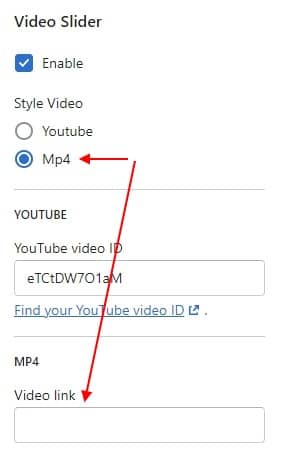 Video Slider
Enable
Style Video
Youtube
Mp4
YOUTUBE
YouTube video ID
eTCtDW7O1aM
Find your YouTube video ID .
MP4
Video link